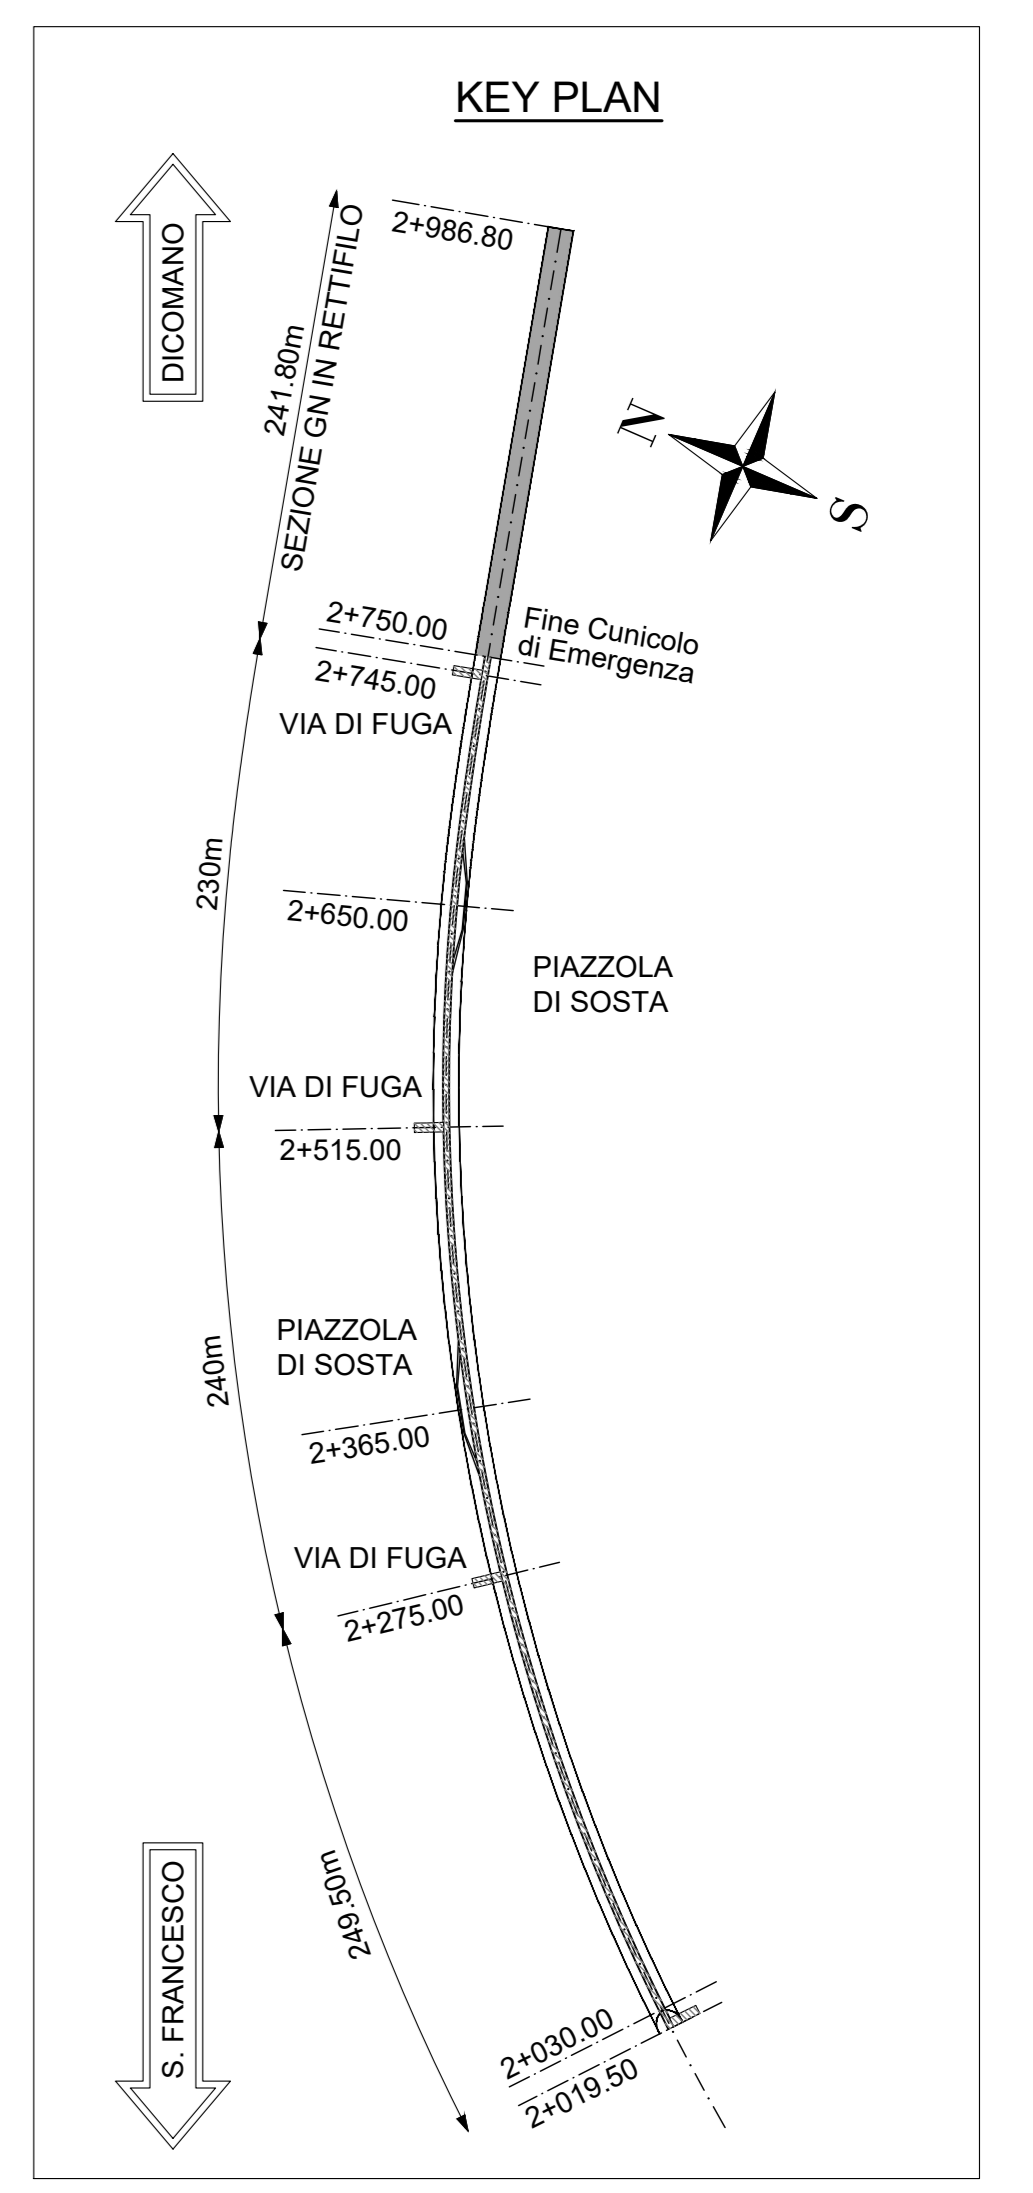 KEY PLAN
DICOMANO
2+986.80
241.80m
SEZIONE GN IN RETTIFILO
N
S
2+750.00
Fine Cunicolo
di Emergenza
2+745.00
VIA DI FUGA
230m
2+650.00
PIAZZOLA
DI SOSTA
VIA DI FUGA
2+515.00
PIAZZOLA
DI SOSTA
240m
2+365.00
VIA DI FUGA
2+275.00
249.50m
S. FRANCESCO
2+030.00
2+019.50